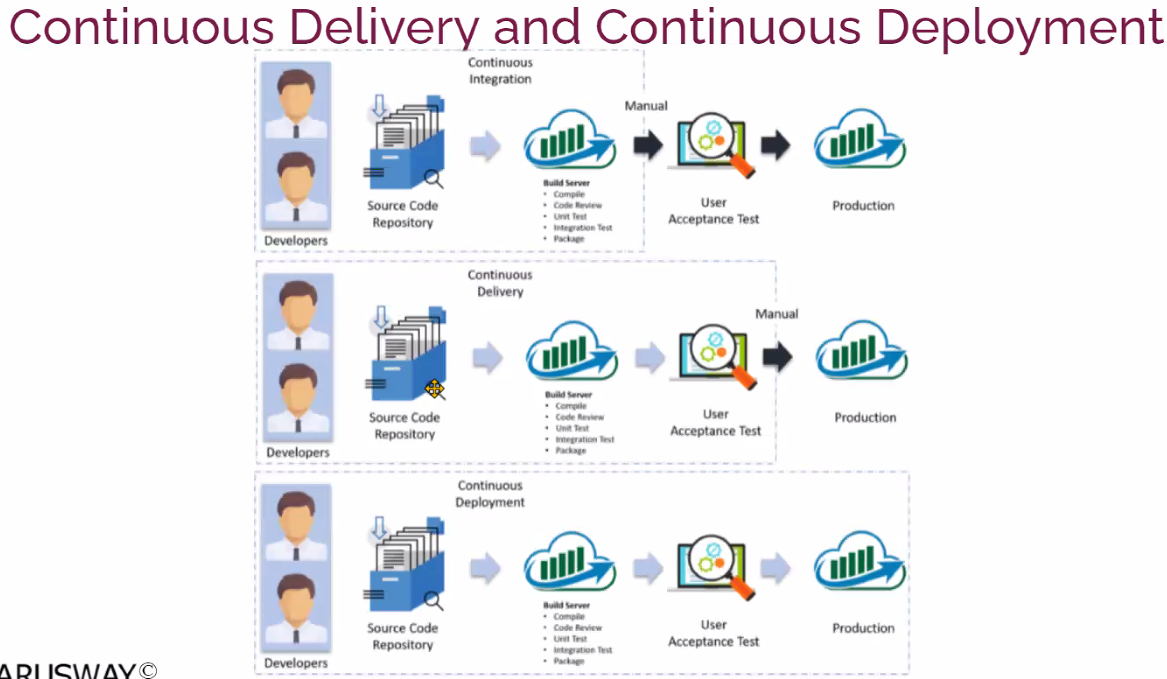 Continuous Delivery and Continuous Deployment
Continuous
Integration
Manual
Build Server
• Compile
• Code Review
• Unit Test
• Integration Test
• Package
Source Code
Repository
User
Acceptance Test
Production
Developers
Continuous
Delivery
Manual
Build Server
• Compile
• Code Review
• Unit Test
• Integration Test
• Package
Source Code
Repository
User
Acceptance Test
Production
Developers
Continuous
Deployment
Build Server
• Compile
• Code Review
• Unit Test
• Integration Test
• Package
Source Code
Repository
User
Acceptance Test
Production
Developers
ARUSWAY©